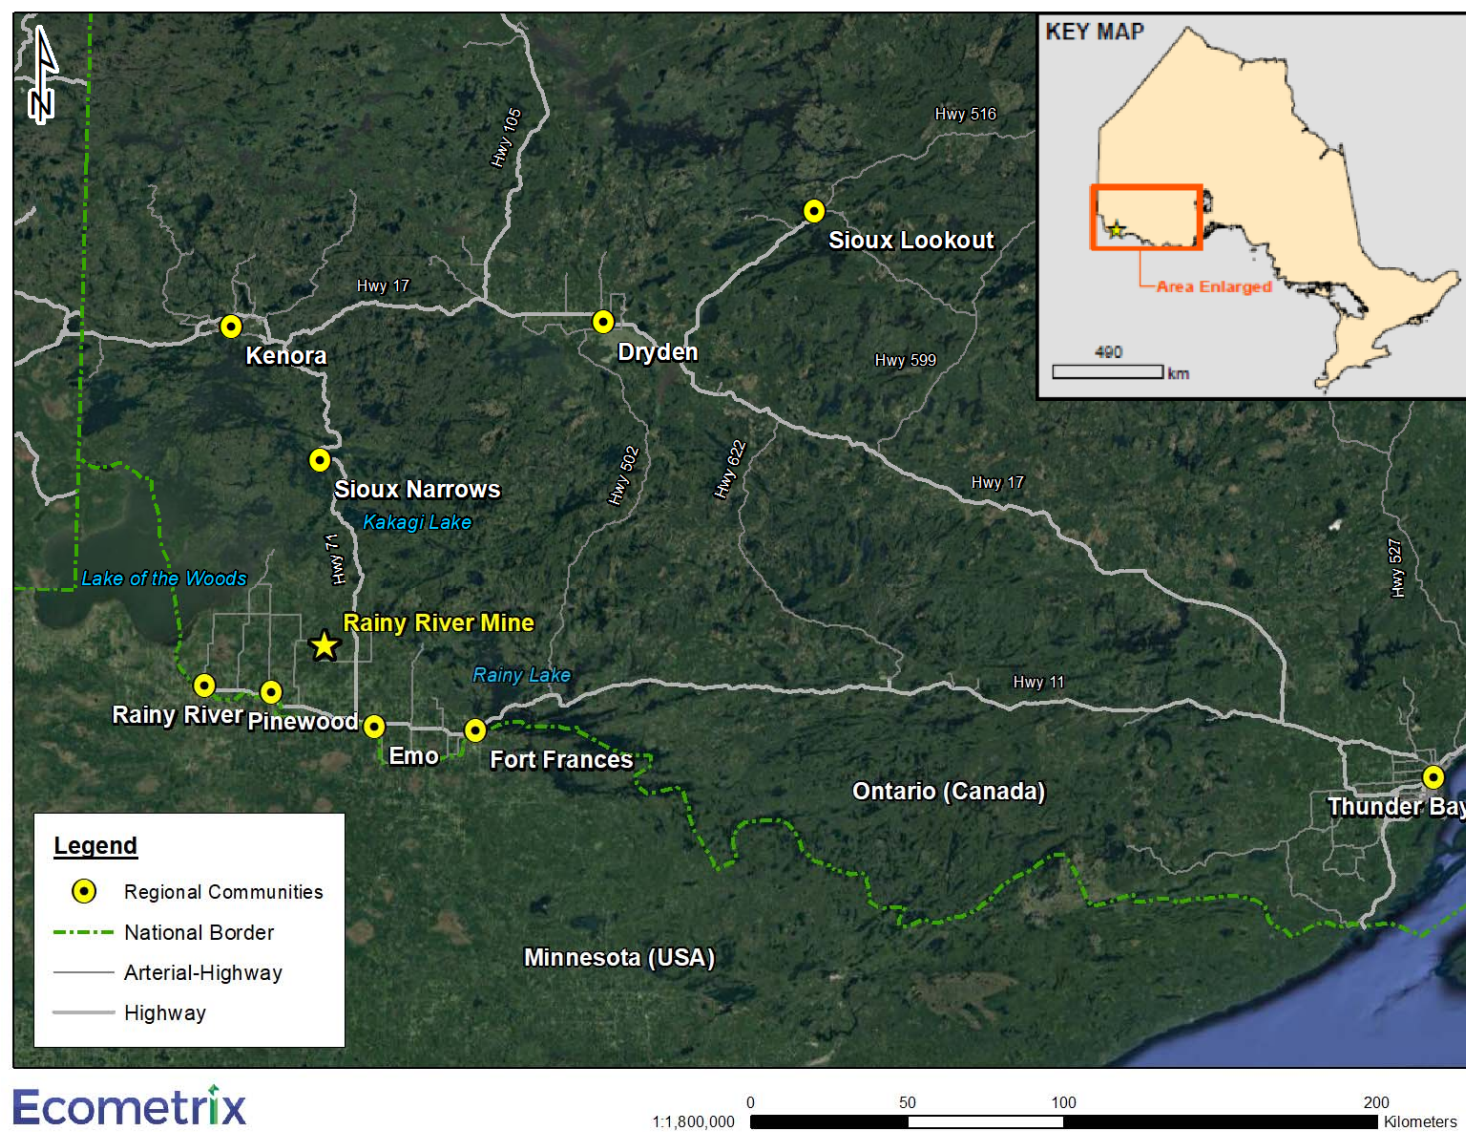 N
KEY MAP
Area Enlarged
490
km
Hwy 105
Hwy 516
Sioux Lookout
Hwy 17
Kenora
Dryden
Hwy 599
Sioux Narrows
Kakagi Lake
Hwy 502
Hwy 622
Hwy 17
Hwy 71
Hwy 527
Lake of the Woods
Rainy River Mine
Rainy Lake
Hwy 11
Rainy River
Pinewood
Emo
Fort Frances
Ontario (Canada)
Thunder Bay
Minnesota (USA)
Legend
Regional Communities
National Border
Arterial-Highway
Highway
Ecometrix
1:1,800,000
0 50 100 200
Kilometers